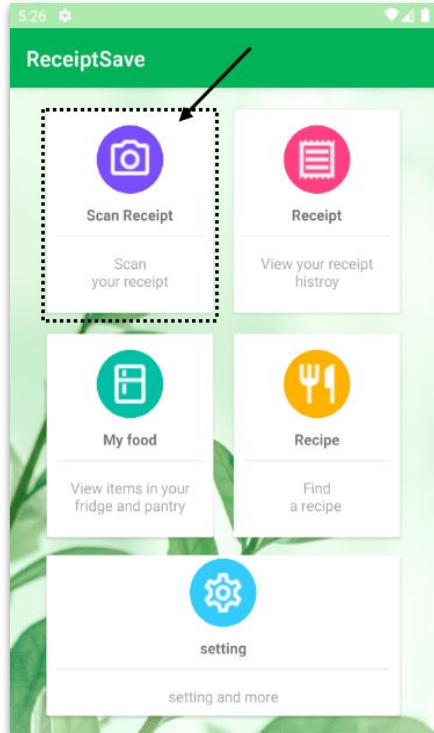 5:26
ReceiptSave
Scan Receipt
Scan
your receipt
Receipt
View your receipt
histroy
My food
View items in your
fridge and pantry
Recipe
Find
a recipe
setting
setting and more